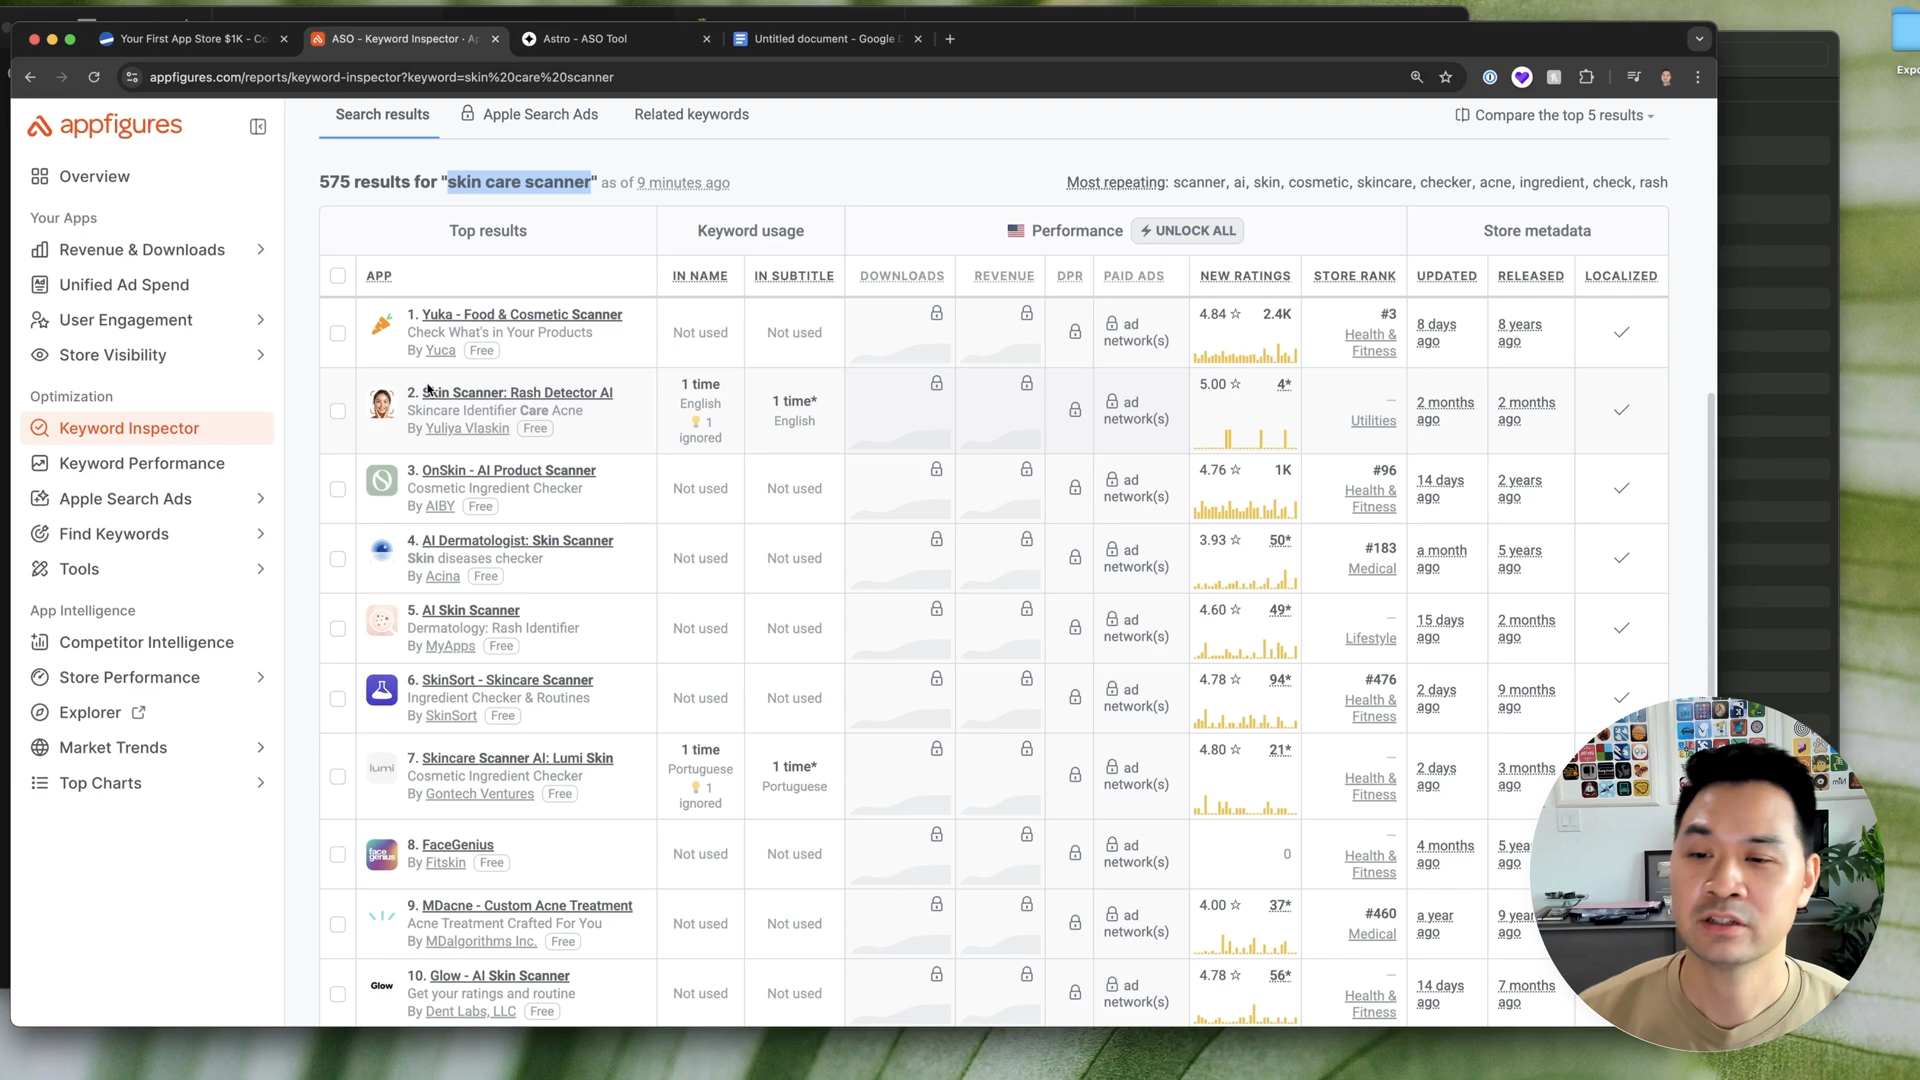 Your First App Store $1K - Co
ASO - Keyword Inspector · Ap
Astro - ASO Tool
Untitled document - Google D
appfigures.com/reports/keyword-inspector?keyword=skin%20care%20scanner
Expo
appfigures
Overview
Your Apps
Revenue & Downloads
Unified Ad Spend
User Engagement
Store Visibility
Optimization
Keyword Inspector
Keyword Performance
Apple Search Ads
Find Keywords
Tools
App Intelligence
Competitor Intelligence
Store Performance
Explorer
Market Trends
Top Charts
Search results
Apple Search Ads
Related keywords
Compare the top 5 results
575 results for "skin care scanner" as of 9 minutes ago
Most repeating: scanner, ai, skin, cosmetic, skincare, checker, acne, ingredient, check, rash
Top results
Keyword usage
Performance
UNLOCK ALL
Store metadata
APP
IN NAME
IN SUBTITLE
DOWNLOADS
REVENUE
DPR
PAID ADS
NEW RATINGS
STORE RANK
UPDATED
RELEASED
LOCALIZED
1. Yuka - Food & Cosmetic Scanner
Check What's in Your Products
By Yuca Free
Not used
Not used
ad network(s)
4.84 ☆ 2.4K
#3
Health & Fitness
8 days ago
8 years ago
2. Skin Scanner: Rash Detector AI
Skincare Identifier Care Acne
By Yuliya Vlaskin Free
1 time
English
1 ignored
1 time*
English
ad network(s)
5.00 ☆ 4*
Utilities
2 months ago
2 months ago
3. OnSkin - AI Product Scanner
Cosmetic Ingredient Checker
By AIBY Free
Not used
Not used
ad network(s)
4.76 ☆ 1K
#96
Health & Fitness
14 days ago
2 years ago
4. AI Dermatologist: Skin Scanner
Skin diseases checker
By Acina Free
Not used
Not used
ad network(s)
3.93 ☆ 50*
#183
Medical
a month ago
5 years ago
5. AI Skin Scanner
Dermatology: Rash Identifier
By MyApps Free
Not used
Not used
ad network(s)
4.60 ☆ 49*
Lifestyle
15 days ago
2 months ago
6. SkinSort - Skincare Scanner
Ingredient Checker & Routines
By SkinSort Free
Not used
Not used
ad network(s)
4.78 ☆ 94*
#476
Health & Fitness
2 days ago
9 months ago
lumi
7. Skincare Scanner AI: Lumi Skin
Cosmetic Ingredient Checker
By Gontech Ventures Free
1 time
Portuguese
1 ignored
1 time*
Portuguese
ad network(s)
4.80 ☆ 21*
Health & Fitness
2 days ago
3 months ago
face genius
8. FaceGenius
By Fitskin Free
Not used
Not used
ad network(s)
0
Health & Fitness
4 months ago
5 yea
ago
9. MDacne - Custom Acne Treatment
Acne Treatment Crafted For You
By MDalgorithms Inc. Free
Not used
Not used
ad network(s)
4.00 ☆ 37*
#460
Medical
a year ago
9 year
ago
Glow
10. Glow - AI Skin Scanner
Get your ratings and routine
By Dent Labs, LLC Free
Not used
Not used
ad network(s)
4.78 ☆ 56*
Health & Fitness
14 days ago
7 months ago